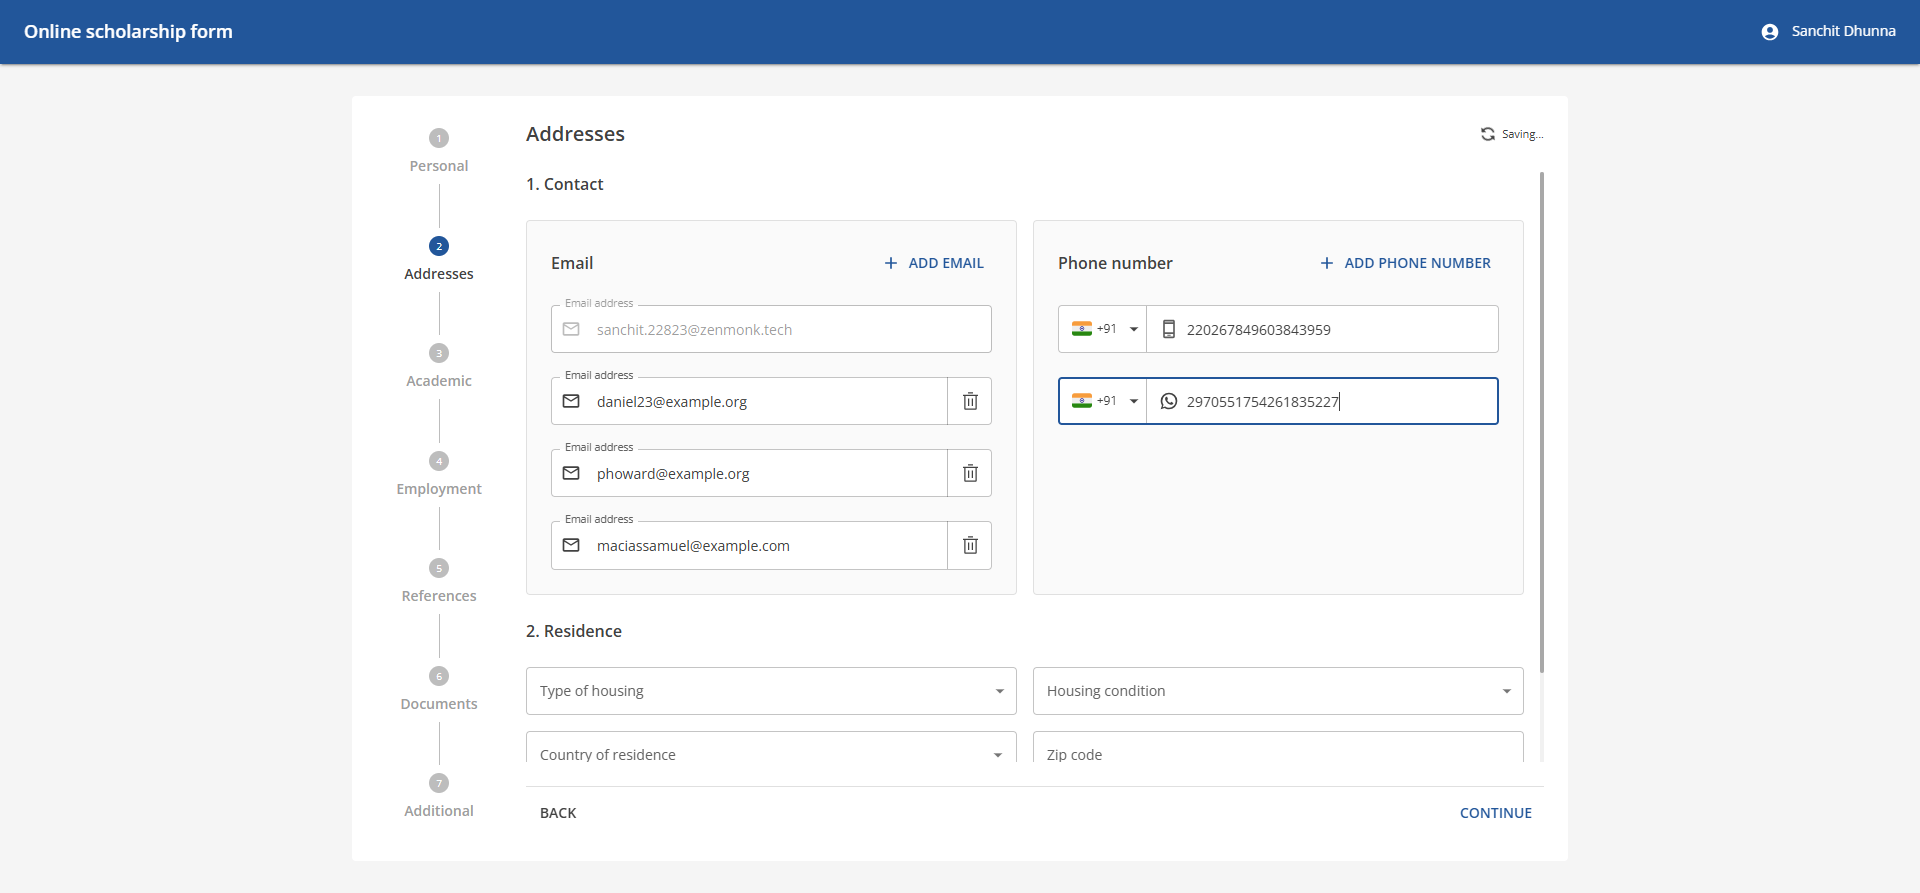 Online scholarship form
Sanchit Dhunna
1
Personal
2
Addresses
3
Academic
4
Employment
5
References
6
Documents
7
Additional
Addresses
Saving...
1. Contact
Email
ADD EMAIL
Email address
sanchit.22823@zenmonk.tech
Email address
daniel23@example.org
Email address
phoward@example.org
Email address
maciassamuel@example.com
Phone number
ADD PHONE NUMBER
+91
220267849603843959
+91
2970551754261835227
2. Residence
Type of housing
Housing condition
Country of residence
Zip code
BACK
CONTINUE